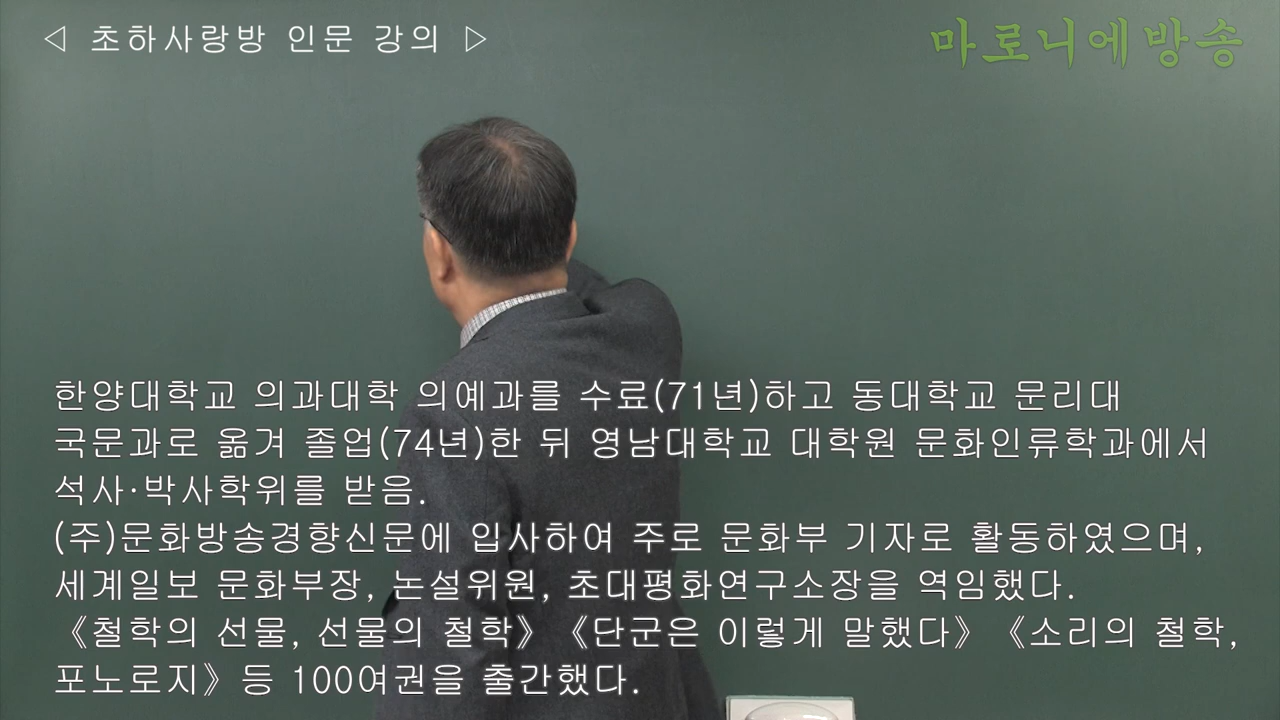 ◁ 초하사랑방 인문 강의 ▷
마로니에방송
한양대학교 의과대학 의예과를 수료(71년)하고 동대학교 문리대
국문과로 옮겨 졸업(74년)한 뒤 영남대학교 대학원 문화인류학과에서
석사·박사학위를 받음.
(주)문화방송경향신문에 입사하여 주로 문화부 기자로 활동하였으며,
세계일보 문화부장, 논설위원, 초대평화연구소장을 역임했다.
《철학의 선물, 선물의 철학》《단군은 이렇게 말했다》《소리의 철학,
포노로지》등 100여권을 출간했다.